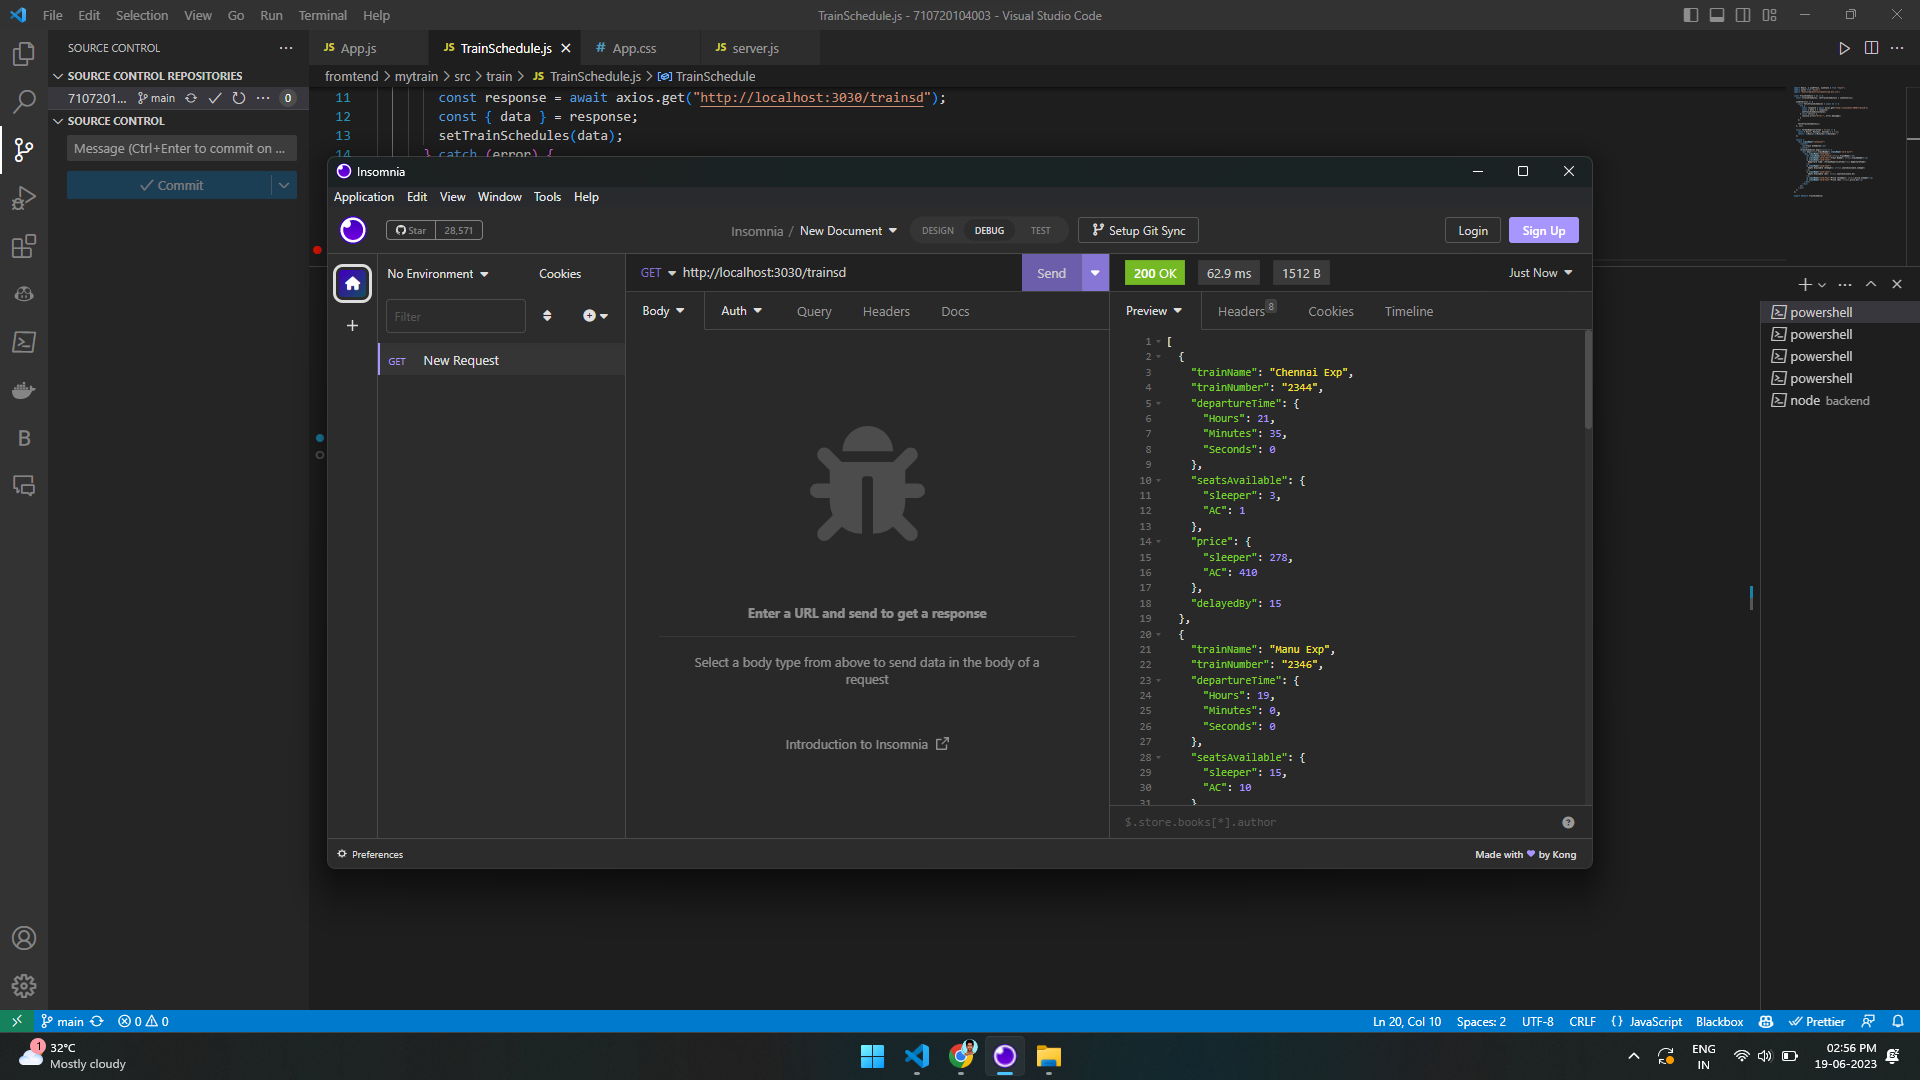 File Edit Selection View Go Run Terminal Help
TrainSchedule.js - 710720104003 - Visual Studio Code
SOURCE CONTROL
SOURCE CONTROL REPOSITORIES
7107201... main 0
SOURCE CONTROL
Message (Ctrl+Enter to commit on ...
Commit
JS App.js
JS TrainSchedule.js
# App.css
JS server.js
fromtend > mytrain > src > train > JS TrainSchedule.js > TrainSchedule
11 const response = await axios.get("http://localhost:3030/trainsd");
12 const { data } = response;
13 setTrainSchedules(data);
14 } catch (error) {
Insomnia
Application Edit View Window Tools Help
Star 28,571
Insomnia / New Document
DESIGN DEBUG TEST
Setup Git Sync
Login
Sign Up
No Environment
Cookies
Filter
GET New Request
GET http://localhost:3030/trainsd
Send
200 OK
62.9 ms
1512 B
Just Now
Body Auth Query Headers Docs
Enter a URL and send to get a response
Select a body type from above to send data in the body of a
request
Introduction to Insomnia
Preview Headers 8 Cookies Timeline
1 [
2 {
3 "trainName": "Chennai Exp",
4 "trainNumber": "2344",
5 "departureTime": {
6 "Hours": 21,
7 "Minutes": 35,
8 "Seconds": 0
9 },
10 "seatsAvailable": {
11 "sleeper": 3,
12 "AC": 1
13 },
14 "price": {
15 "sleeper": 278,
16 "AC": 410
17 },
18 "delayedBy": 15
19 },
20 {
21 "trainName": "Manu Exp",
22 "trainNumber": "2346",
23 "departureTime": {
24 "Hours": 19,
25 "Minutes": 0,
26 "Seconds": 0
27 },
28 "seatsAvailable": {
29 "sleeper": 15,
30 "AC": 10
31 }
$.store.books[*].author
Preferences
Made with ♥ by Kong
powershell
powershell
powershell
powershell
node backend
main 0 0
Ln 20, Col 10 Spaces: 2 UTF-8 CRLF {} JavaScript Blackbox Prettier
1
32°C
Mostly cloudy
ENG
IN
02:56 PM
19-06-2023